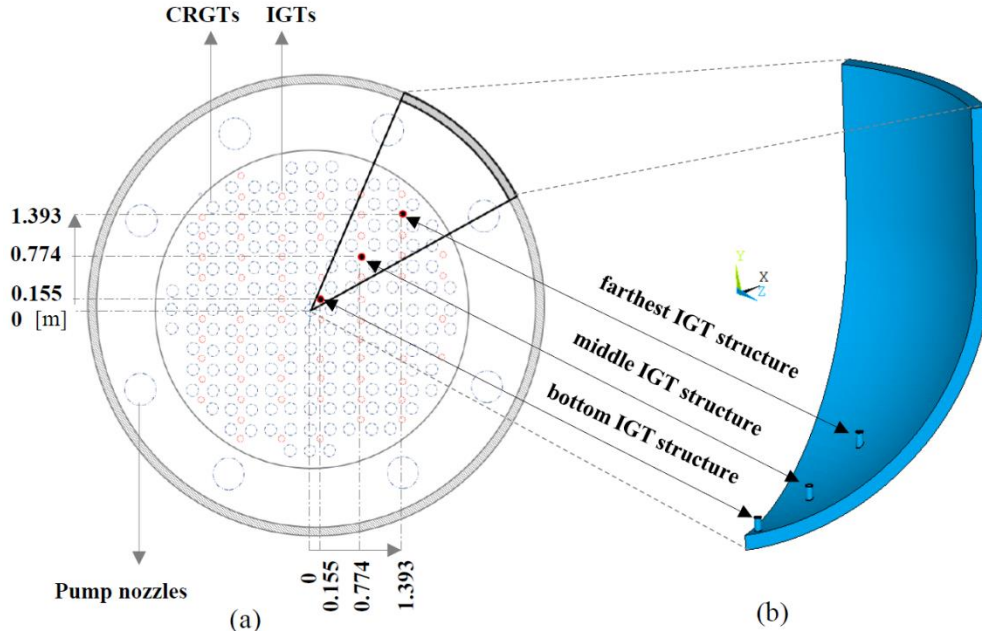 CRGTs
IGTs
1.393
0.774
0.155
0 [m]
Y
X
Z
farthest IGT structure
middle IGT structure
bottom IGT structure
0
0.155
0.774
1.393
Pump nozzles
(a)
(b)